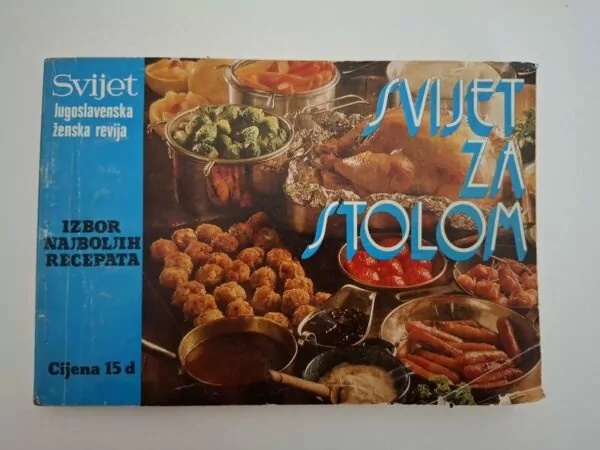 Svijet
Jugoslavenska
ženska revija
IZBOR
NAJBOLJIH
RECEPATA
Cijena 15 d
SVIJET
ZA
STOLOM